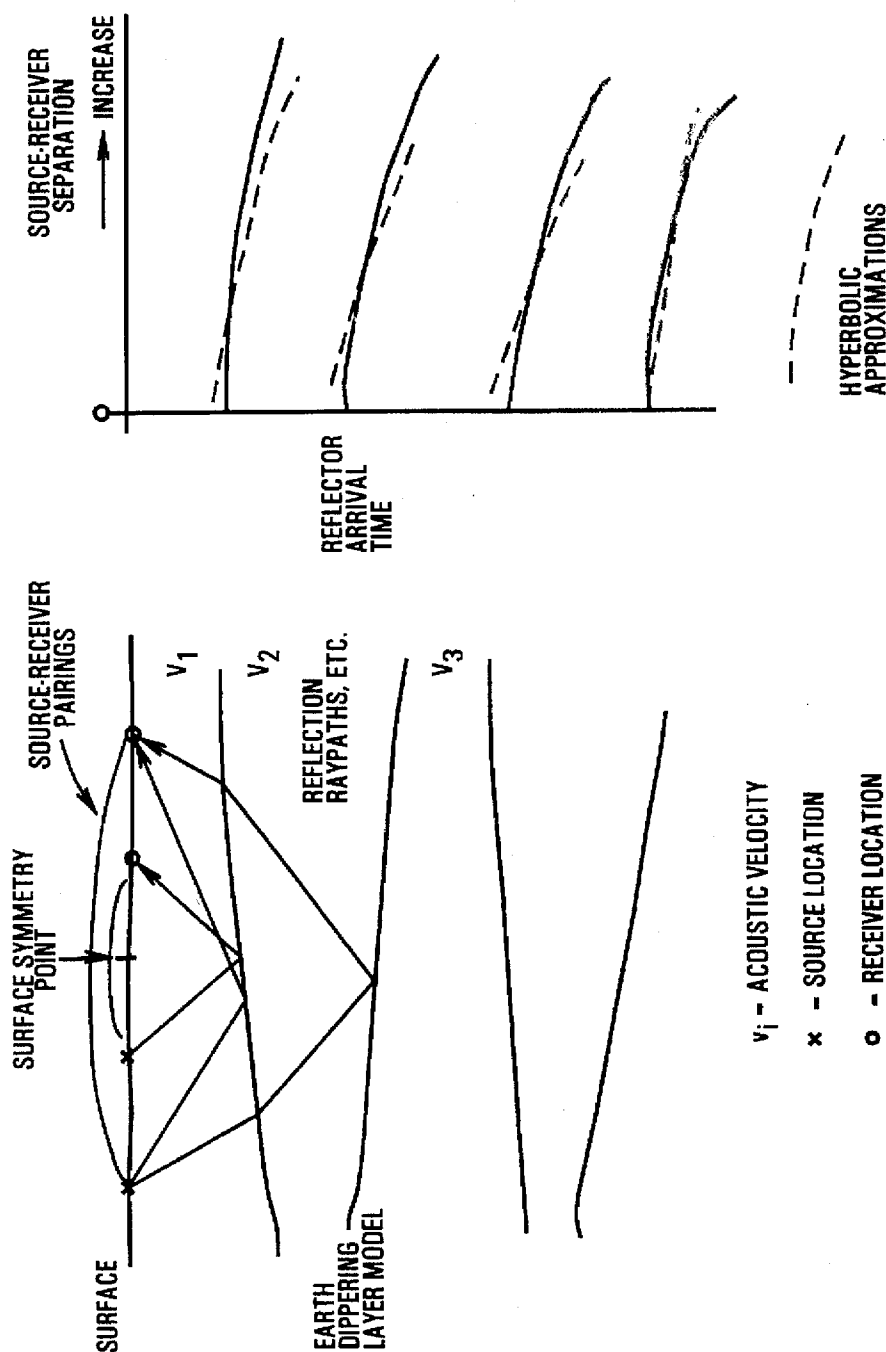 SURFACE
SURFACE SYMMETRY
POINT
SOURCE-RECEIVER
PAIRINGS
V1
V2
REFLECTION
RAYPATHS, ETC.
V3
EARTH
DIPPERING
LAYER MODEL
vi – ACOUSTIC VELOCITY
x – SOURCE LOCATION
o – RECEIVER LOCATION
SOURCE-RECEIVER
SEPARATION
INCREASE
REFLECTOR
ARRIVAL
TIME
HYPERBOLIC
APPROXIMATIONS